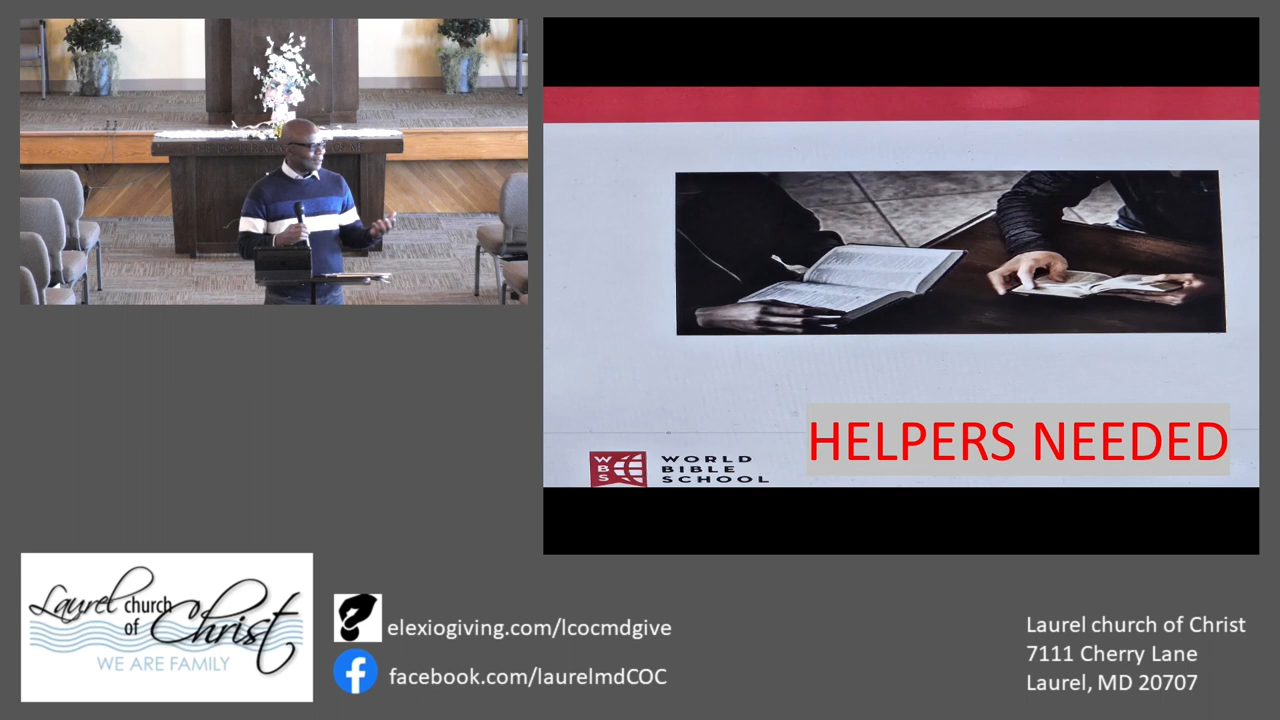 HELPERS NEEDED
WBS
WORLD
BIBLE
SCHOOL
Laurel church
of Christ
WE ARE FAMILY
elexiogiving.com/lcocmdgive
facebook.com/laurelmdCOC
Laurel church of Christ
7111 Cherry Lane
Laurel, MD 20707